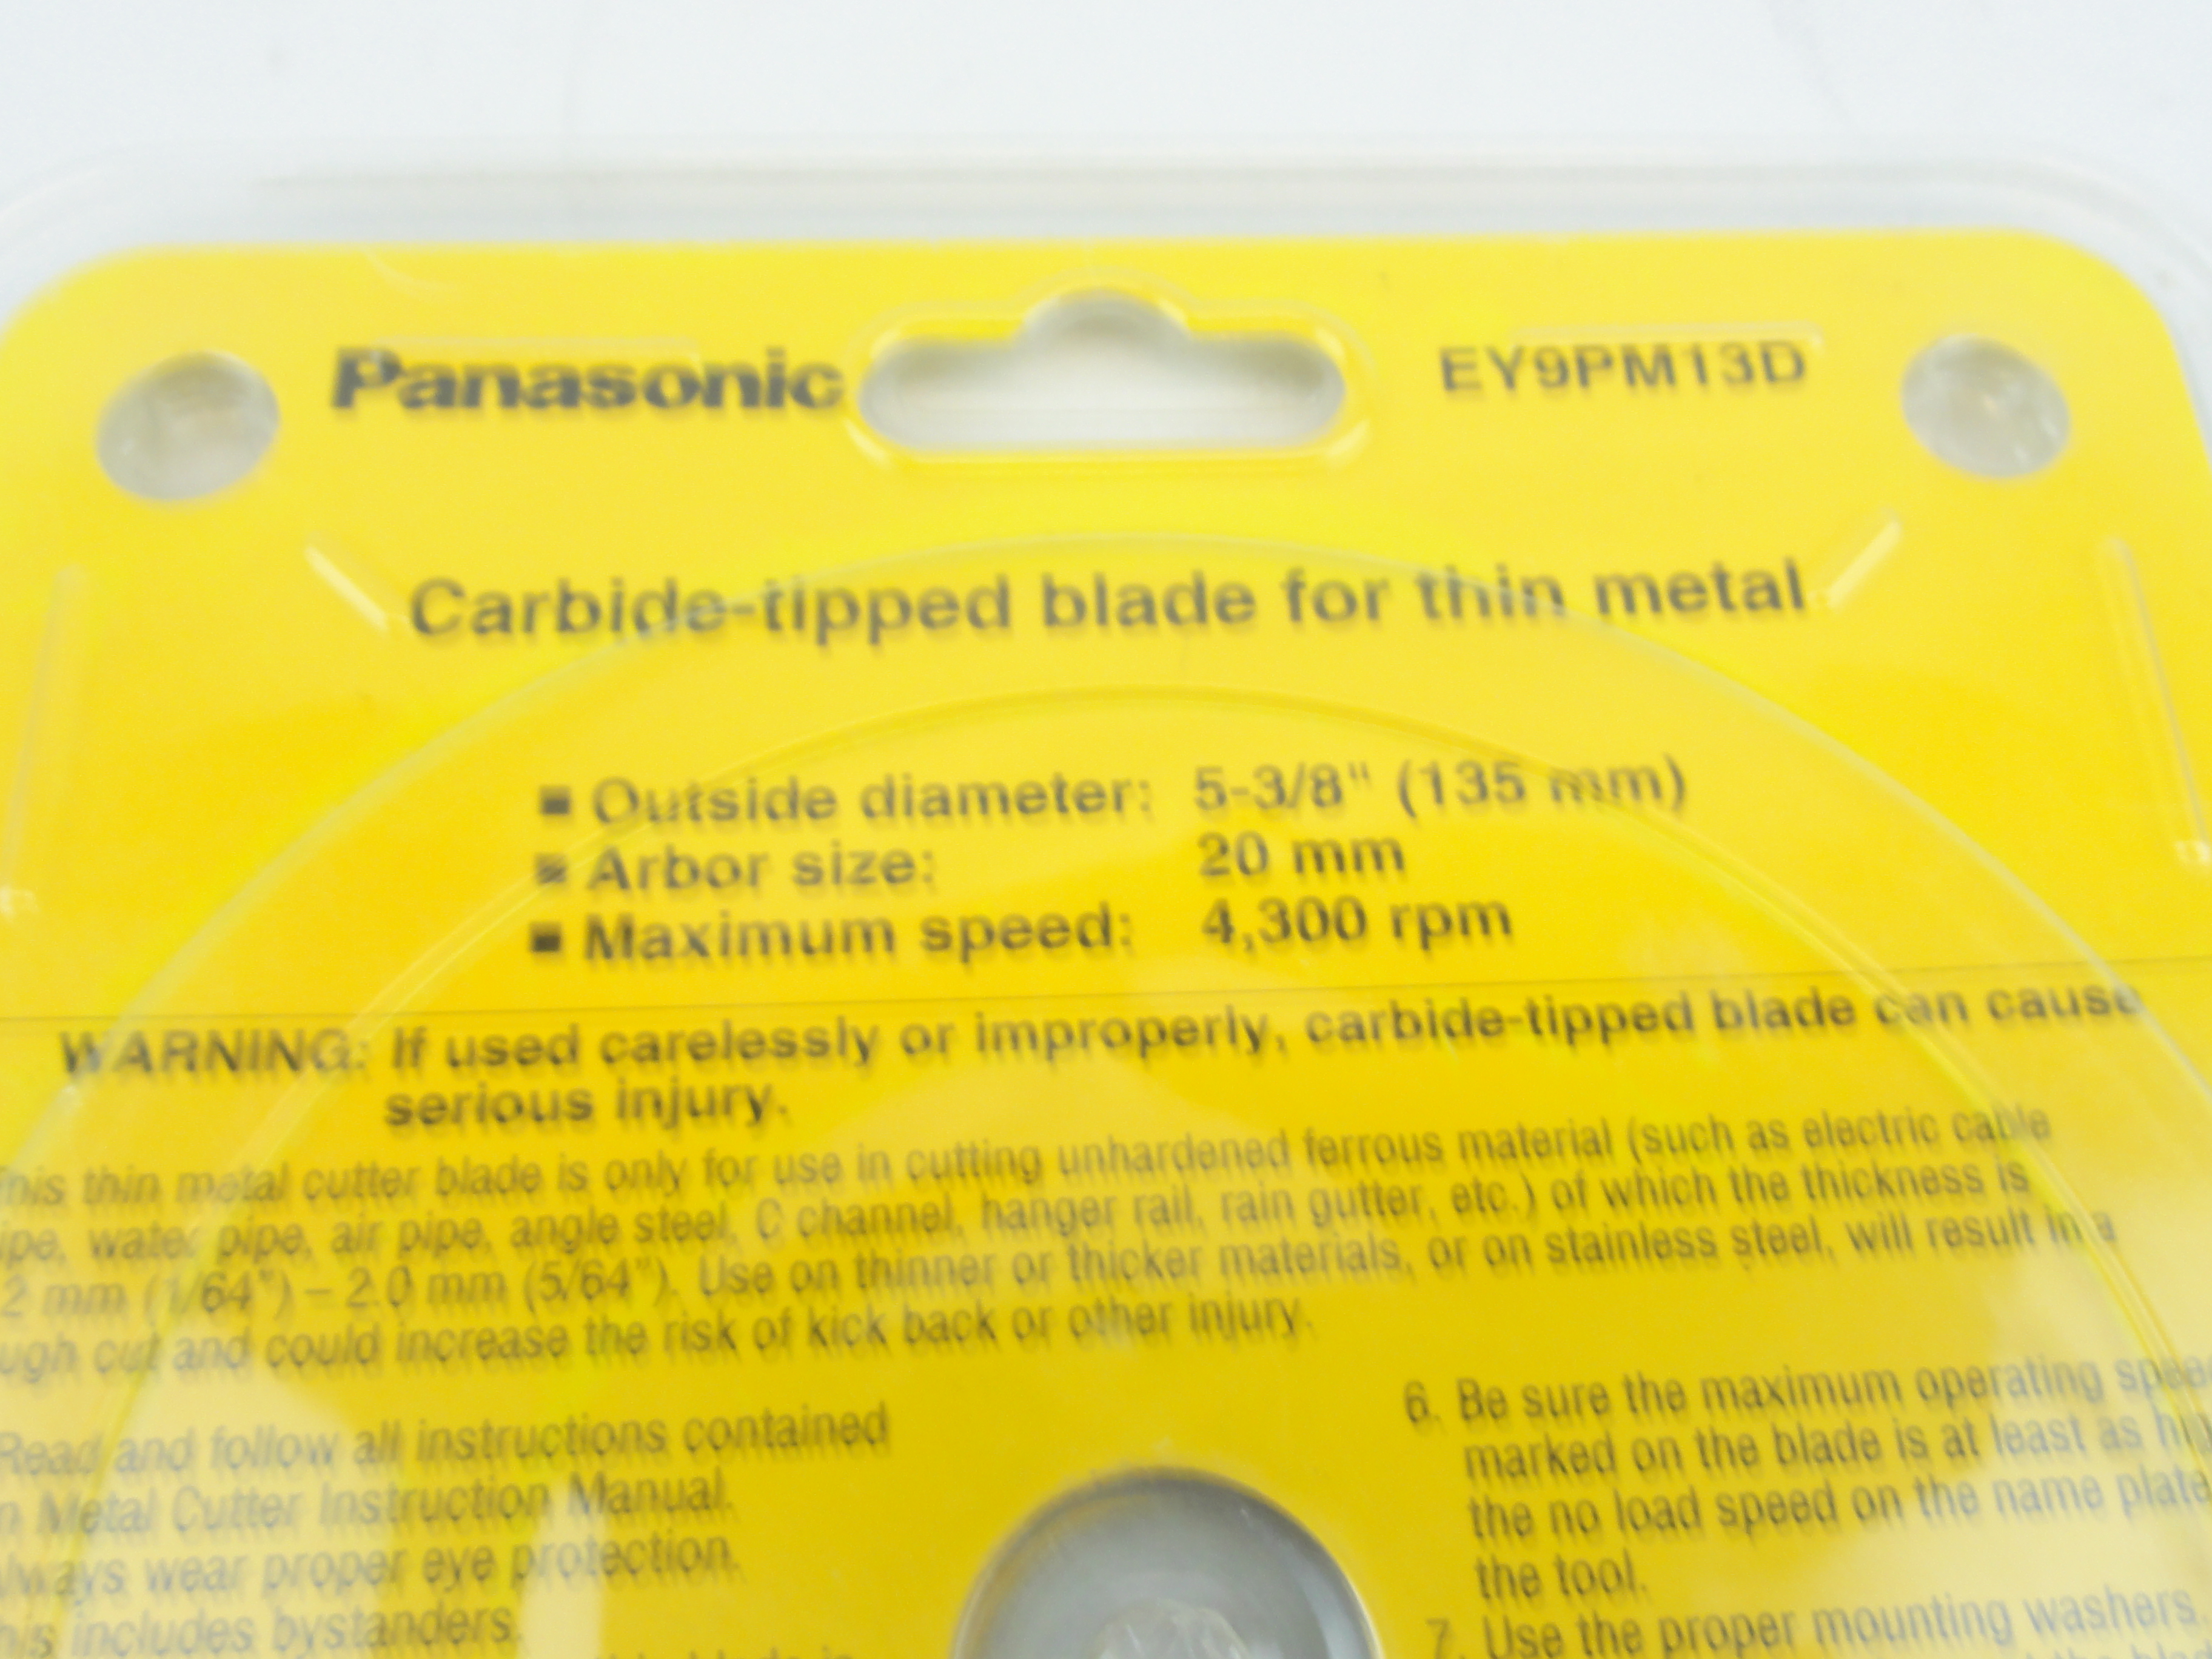 Panasonic
EY9PM13D
Carbide-tipped blade for thin metal
■ Outside diameter: 5-3/8" (135 mm)
■ Arbor size: 20 mm
■ Maximum speed: 4,300 rpm
WARNING: If used carelessly or improperly, carbide-tipped blade can cause
serious injury.
his thin metal cutter blade is only for use in cutting unhardened ferrous material (such as electric cable
ipe, water pipe, air pipe, angle steel, C channel, hanger rail, rain gutter, etc.) of which the thickness is
2 mm (1/64") – 2.0 mm (5/64"). Use on thinner or thicker materials, or on stainless steel, will result in a
ugh cut and could increase the risk of kick back or other injury.
Read and follow all instructions contained
n Metal Cutter Instruction Manual.
lways wear proper eye protection.
his includes bystanders.
6. Be sure the maximum operating speed
marked on the blade is at least as hig
the no load speed on the name plate
the tool.
7. Use the proper mounting washers,